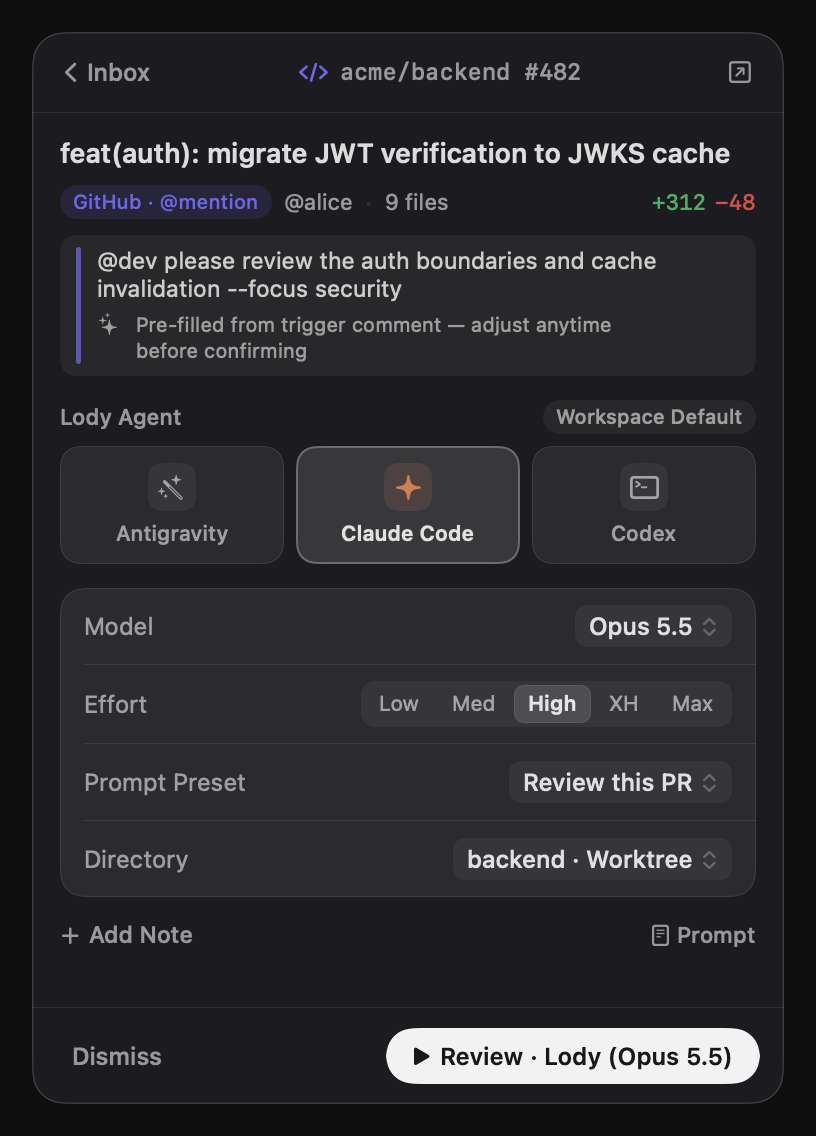 Inbox
</> acme/backend #482
feat(auth): migrate JWT verification to JWKS cache
GitHub · @mention @alice · 9 files +312 −48
@dev please review the auth boundaries and cache
invalidation --focus security
Pre-filled from trigger comment — adjust anytime
before confirming
Lody Agent Workspace Default
Antigravity Claude Code Codex
Model Opus 5.5
Effort Low Med High XH Max
Prompt Preset Review this PR
Directory backend · Worktree
+ Add Note Prompt
Dismiss Review · Lody (Opus 5.5)